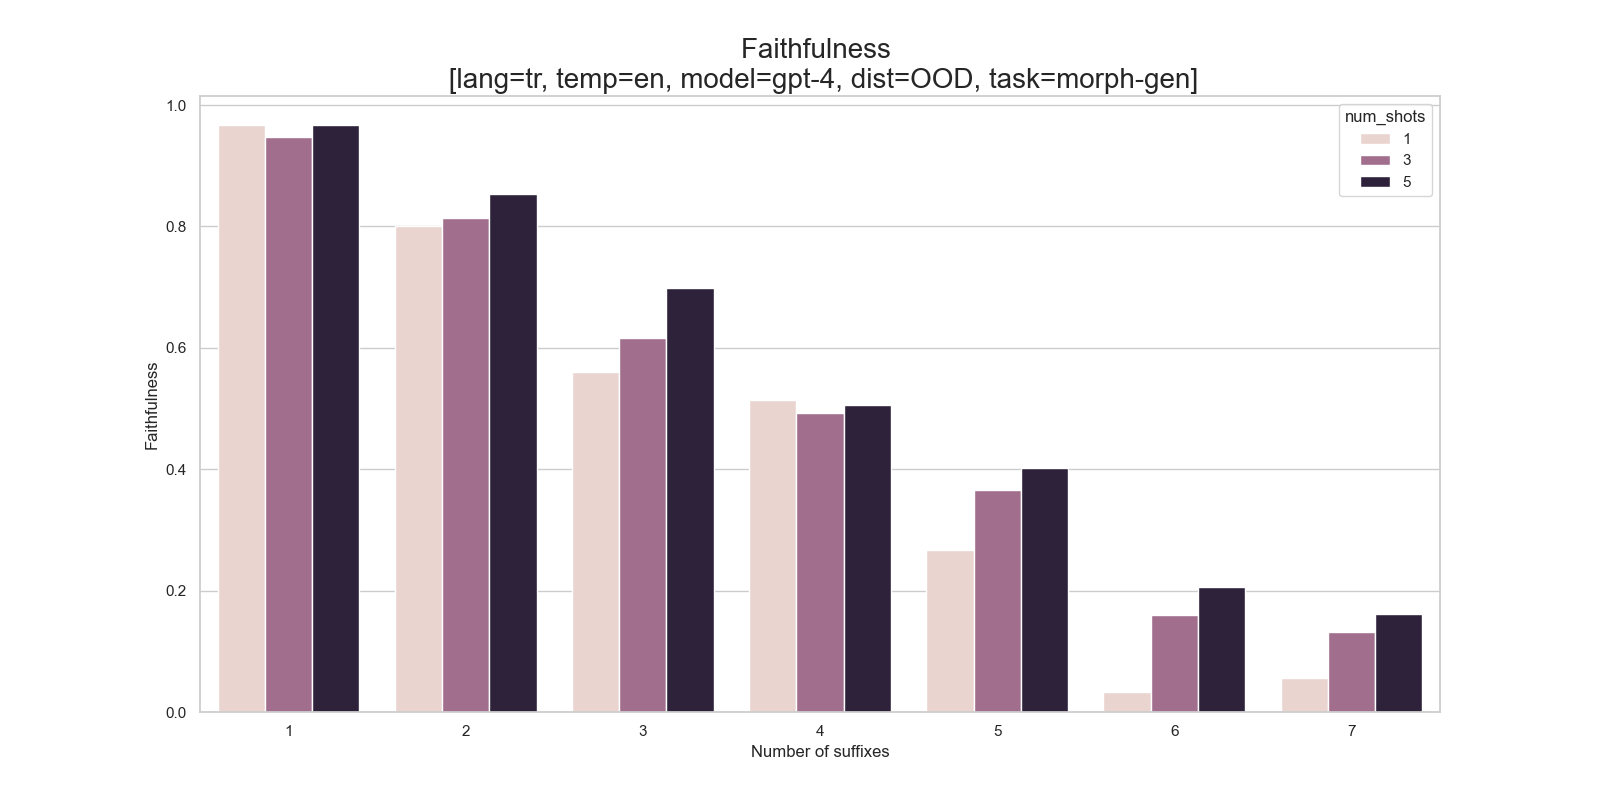 Faithfulness
[lang=tr, temp=en, model=gpt-4, dist=OOD, task=morph-gen]
1.0
0.8
0.6
0.4
0.2
0.0
Faithfulness
num_shots
1
3
5
1 2 3 4 5 6 7
Number of suffixes